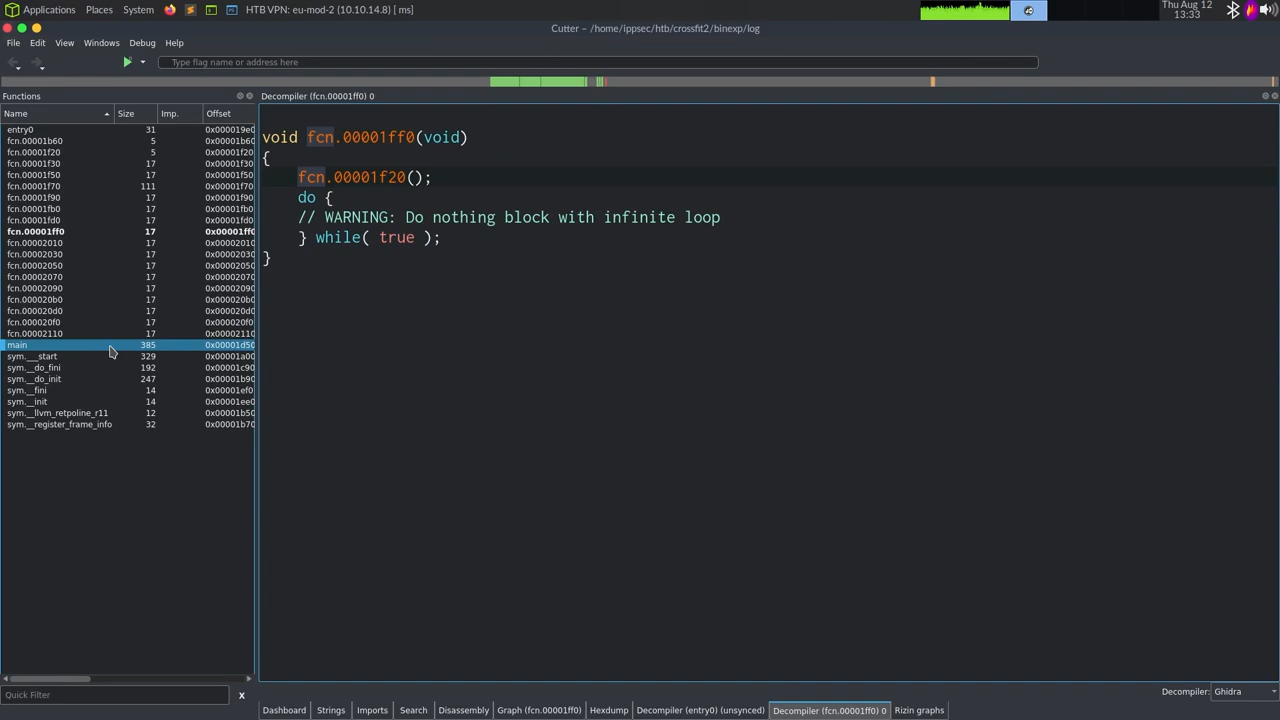 Applications Places System HTB VPN: eu-mod-2 (10.10.14.8) [ ms] Thu Aug 12
13:33
Cutter – /home/ippsec/htb/crossfit2/binexp/log
File Edit View Windows Debug Help
Type flag name or address here
Functions
Decompiler (fcn.00001ff0) 0
Name Size Imp. Offset
entry0 31 0x000019e0
fcn.00001b60 5 0x00001b60
fcn.00001f20 5 0x00001f20
fcn.00001f30 17 0x00001f30
fcn.00001f50 17 0x00001f50
fcn.00001f70 111 0x00001f70
fcn.00001f90 17 0x00001f90
fcn.00001fb0 17 0x00001fb0
fcn.00001fd0 17 0x00001fd0
fcn.00001ff0 17 0x00001ff0
fcn.00002010 17 0x00002010
fcn.00002030 17 0x00002030
fcn.00002050 17 0x00002050
fcn.00002070 17 0x00002070
fcn.00002090 17 0x00002090
fcn.000020b0 17 0x000020b0
fcn.000020d0 17 0x000020d0
fcn.000020f0 17 0x000020f0
fcn.00002110 17 0x00002110
main 385 0x00001d50
sym.___start 329 0x00001a00
sym.__do_fini 192 0x00001c90
sym.__do_init 247 0x00001b90
sym.__fini 14 0x00001ef0
sym.__init 14 0x00001ee0
sym.__llvm_retpoline_r11 12 0x00001b50
sym.__register_frame_info 32 0x00001b70
void fcn.00001ff0(void)
{
fcn.00001f20();
do {
// WARNING: Do nothing block with infinite loop
} while( true );
}
Quick Filter X
Decompiler: Ghidra
Dashboard Strings Imports Search Disassembly Graph (fcn.00001ff0) Hexdump Decompiler (entry0) (unsynced) Decompiler (fcn.00001ff0) 0 Rizin graphs